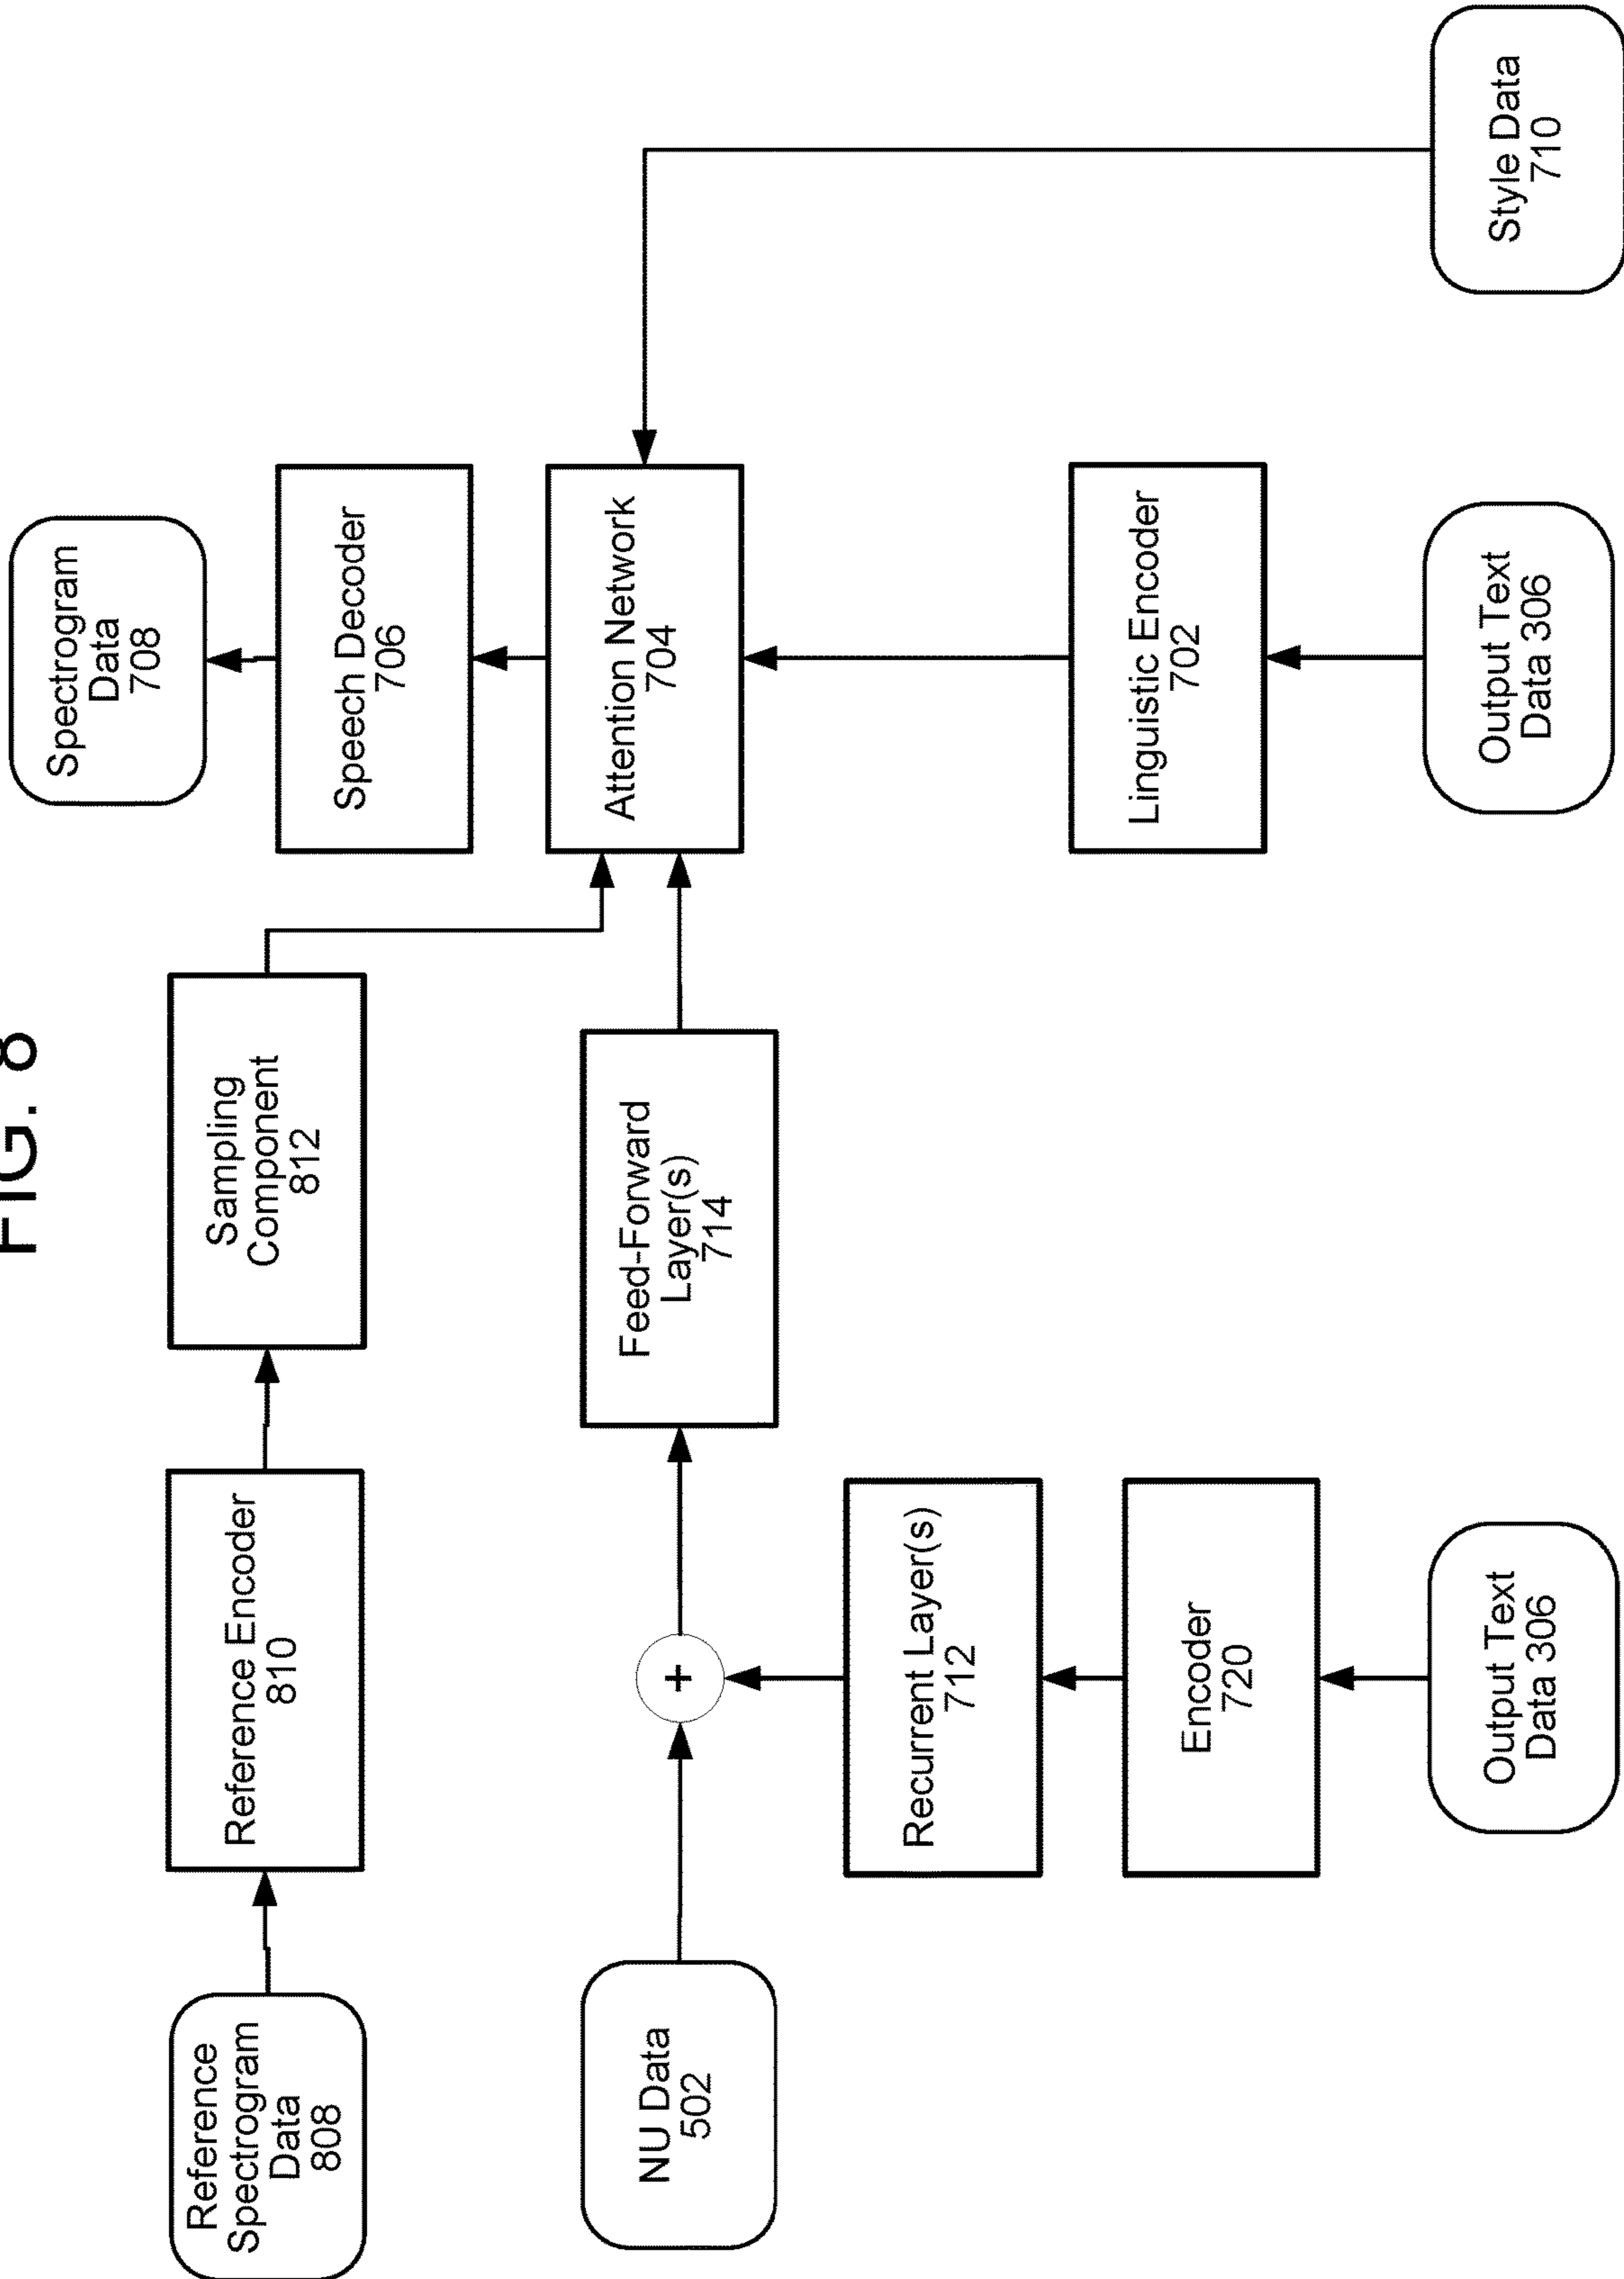 FIG. 8
Reference
Spectrogram
Data
808
Reference Encoder
810
Sampling
Component
812
Spectrogram
Data
708
Speech Decoder
706
NU Data
502
+
Feed-Forward
Layer(s)
714
Attention Network
704
Recurrent Layer(s)
712
Encoder
720
Linguistic Encoder
702
Output Text
Data 306
Output Text
Data 306
Style Data
710